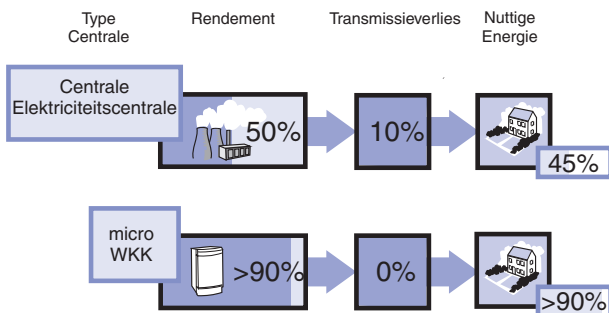 Type
Centrale
Rendement
Transmissieverlies
Nuttige
Energie
Centrale
Elektriciteitscentrale
50%
10%
45%
micro
WKK
>90%
0%
>90%